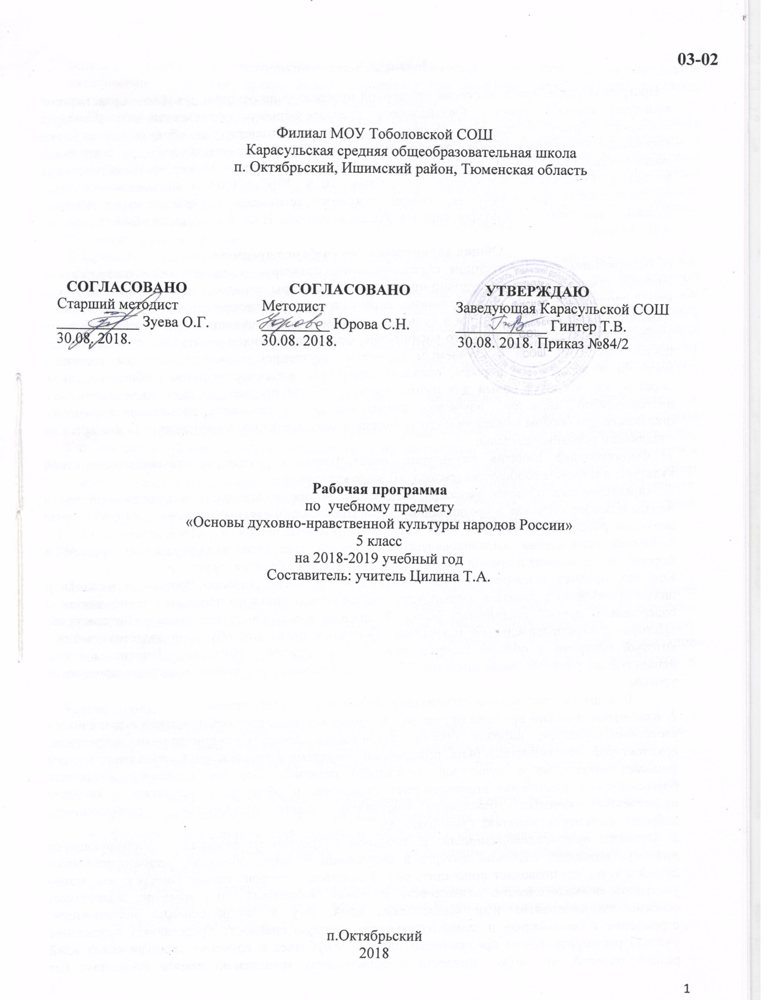 03-02
Филиал МОУ Тоболовской СОШ
Карасульская средняя общеобразовательная школа
п. Октябрьский, Ишимский район, Тюменская область
СОГЛАСОВАНО
Старший методист
___________ Зуева О.Г.
30.08. 2018.
СОГЛАСОВАНО
Методист
_________ Юрова С.Н.
30.08. 2018.
УТВЕРЖДАЮ
Заведующая Карасульской СОШ
____________ Гинтер Т.В.
30.08. 2018. Приказ №84/2
Рабочая программа
по учебному предмету
«Основы духовно-нравственной культуры народов России»
5 класс
на 2018-2019 учебный год
Составитель: учитель Цилина Т.А.
п.Октябрьский
2018
1